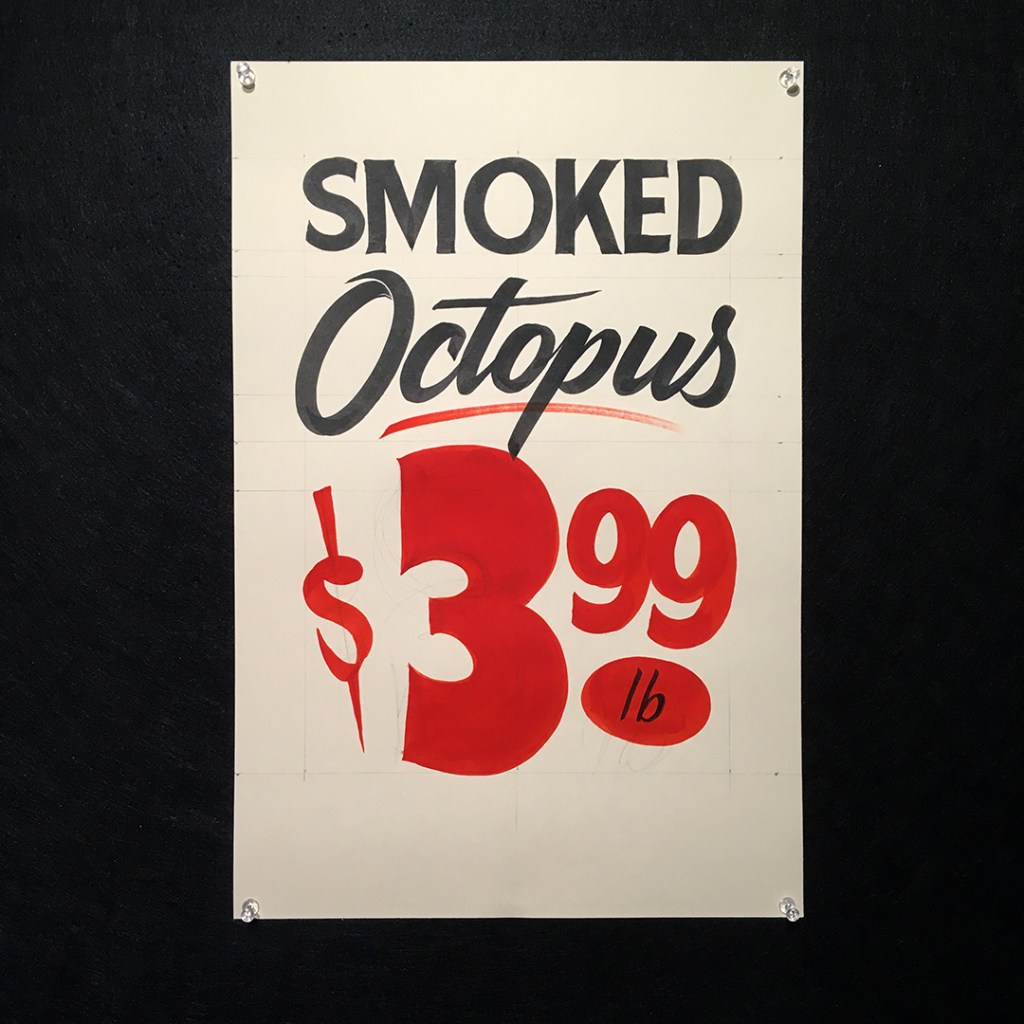 SMOKED
Octopus
$3.99
lb